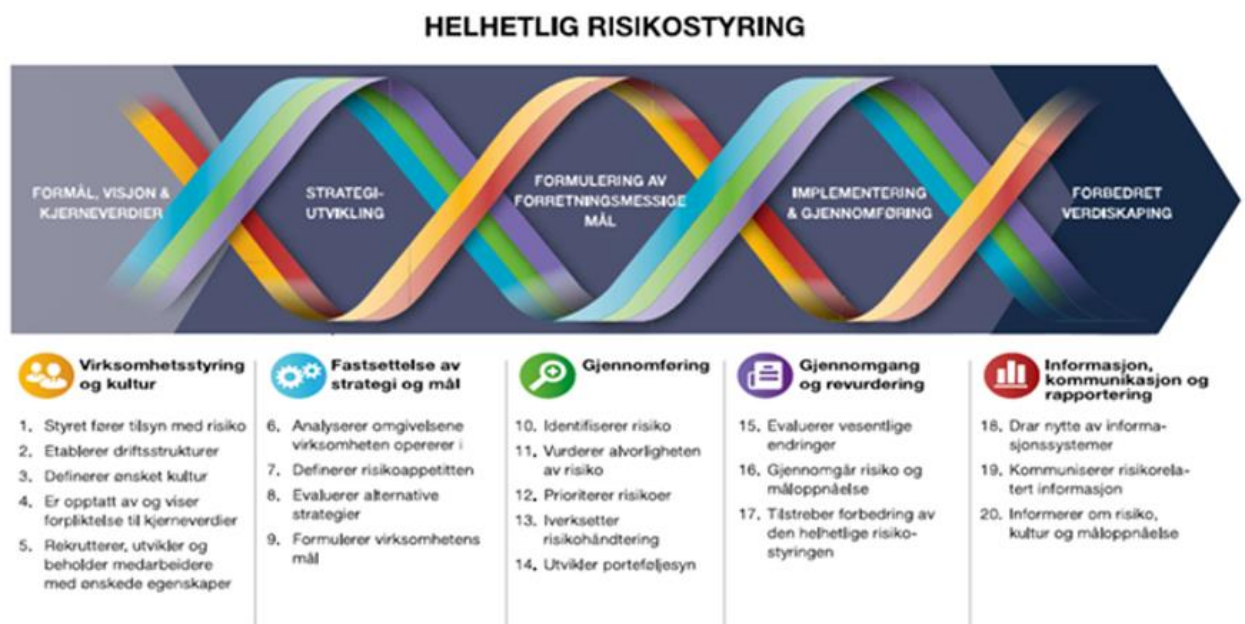 HELHETLIG RISIKOSTYRING
FORMÅL, VISJON &
KJERNEVERDIER
STRATEGI-
UTVIKLING
FORMULERING AV
FORRETNINGSMESSIGE
MÅL
IMPLEMENTERING
& GJENNOMFØRING
FORBEDRET
VERDISKAPING
Virksomhetsstyring
og kultur
1. Styret fører tilsyn med risiko
2. Etablerer driftsstrukturer
3. Definerer ønsket kultur
4. Er opptatt av og viser
forpliktelse til kjerneverdier
5. Rekrutterer, utvikler og
beholder medarbeidere
med ønskede egenskaper
Fastsettelse av
strategi og mål
6. Analyserer omgivelsene
virksomheten opererer i
7. Definerer risikoappetitten
8. Evaluerer alternative
strategier
9. Formulerer virksomhetens
mål
Gjennomføring
10. Identifiserer risiko
11. Vurderer alvorligheten
av risiko
12. Prioriterer risikoer
13. Iverksetter
risikohåndtering
14. Utvikler porteføljesyn
Gjennomgang
og revurdering
15. Evaluerer vesentlige
endringer
16. Gjennomgår risiko og
måloppnåelse
17. Tilstreber forbedring av
den helhetlige risiko-
styringen
Informasjon,
kommunikasjon og
rapportering
18. Drar nytte av informa-
sjonssystemer
19. Kommuniserer risikorela-
tert informasjon
20. Informerer om risiko,
kultur og måloppnåelse